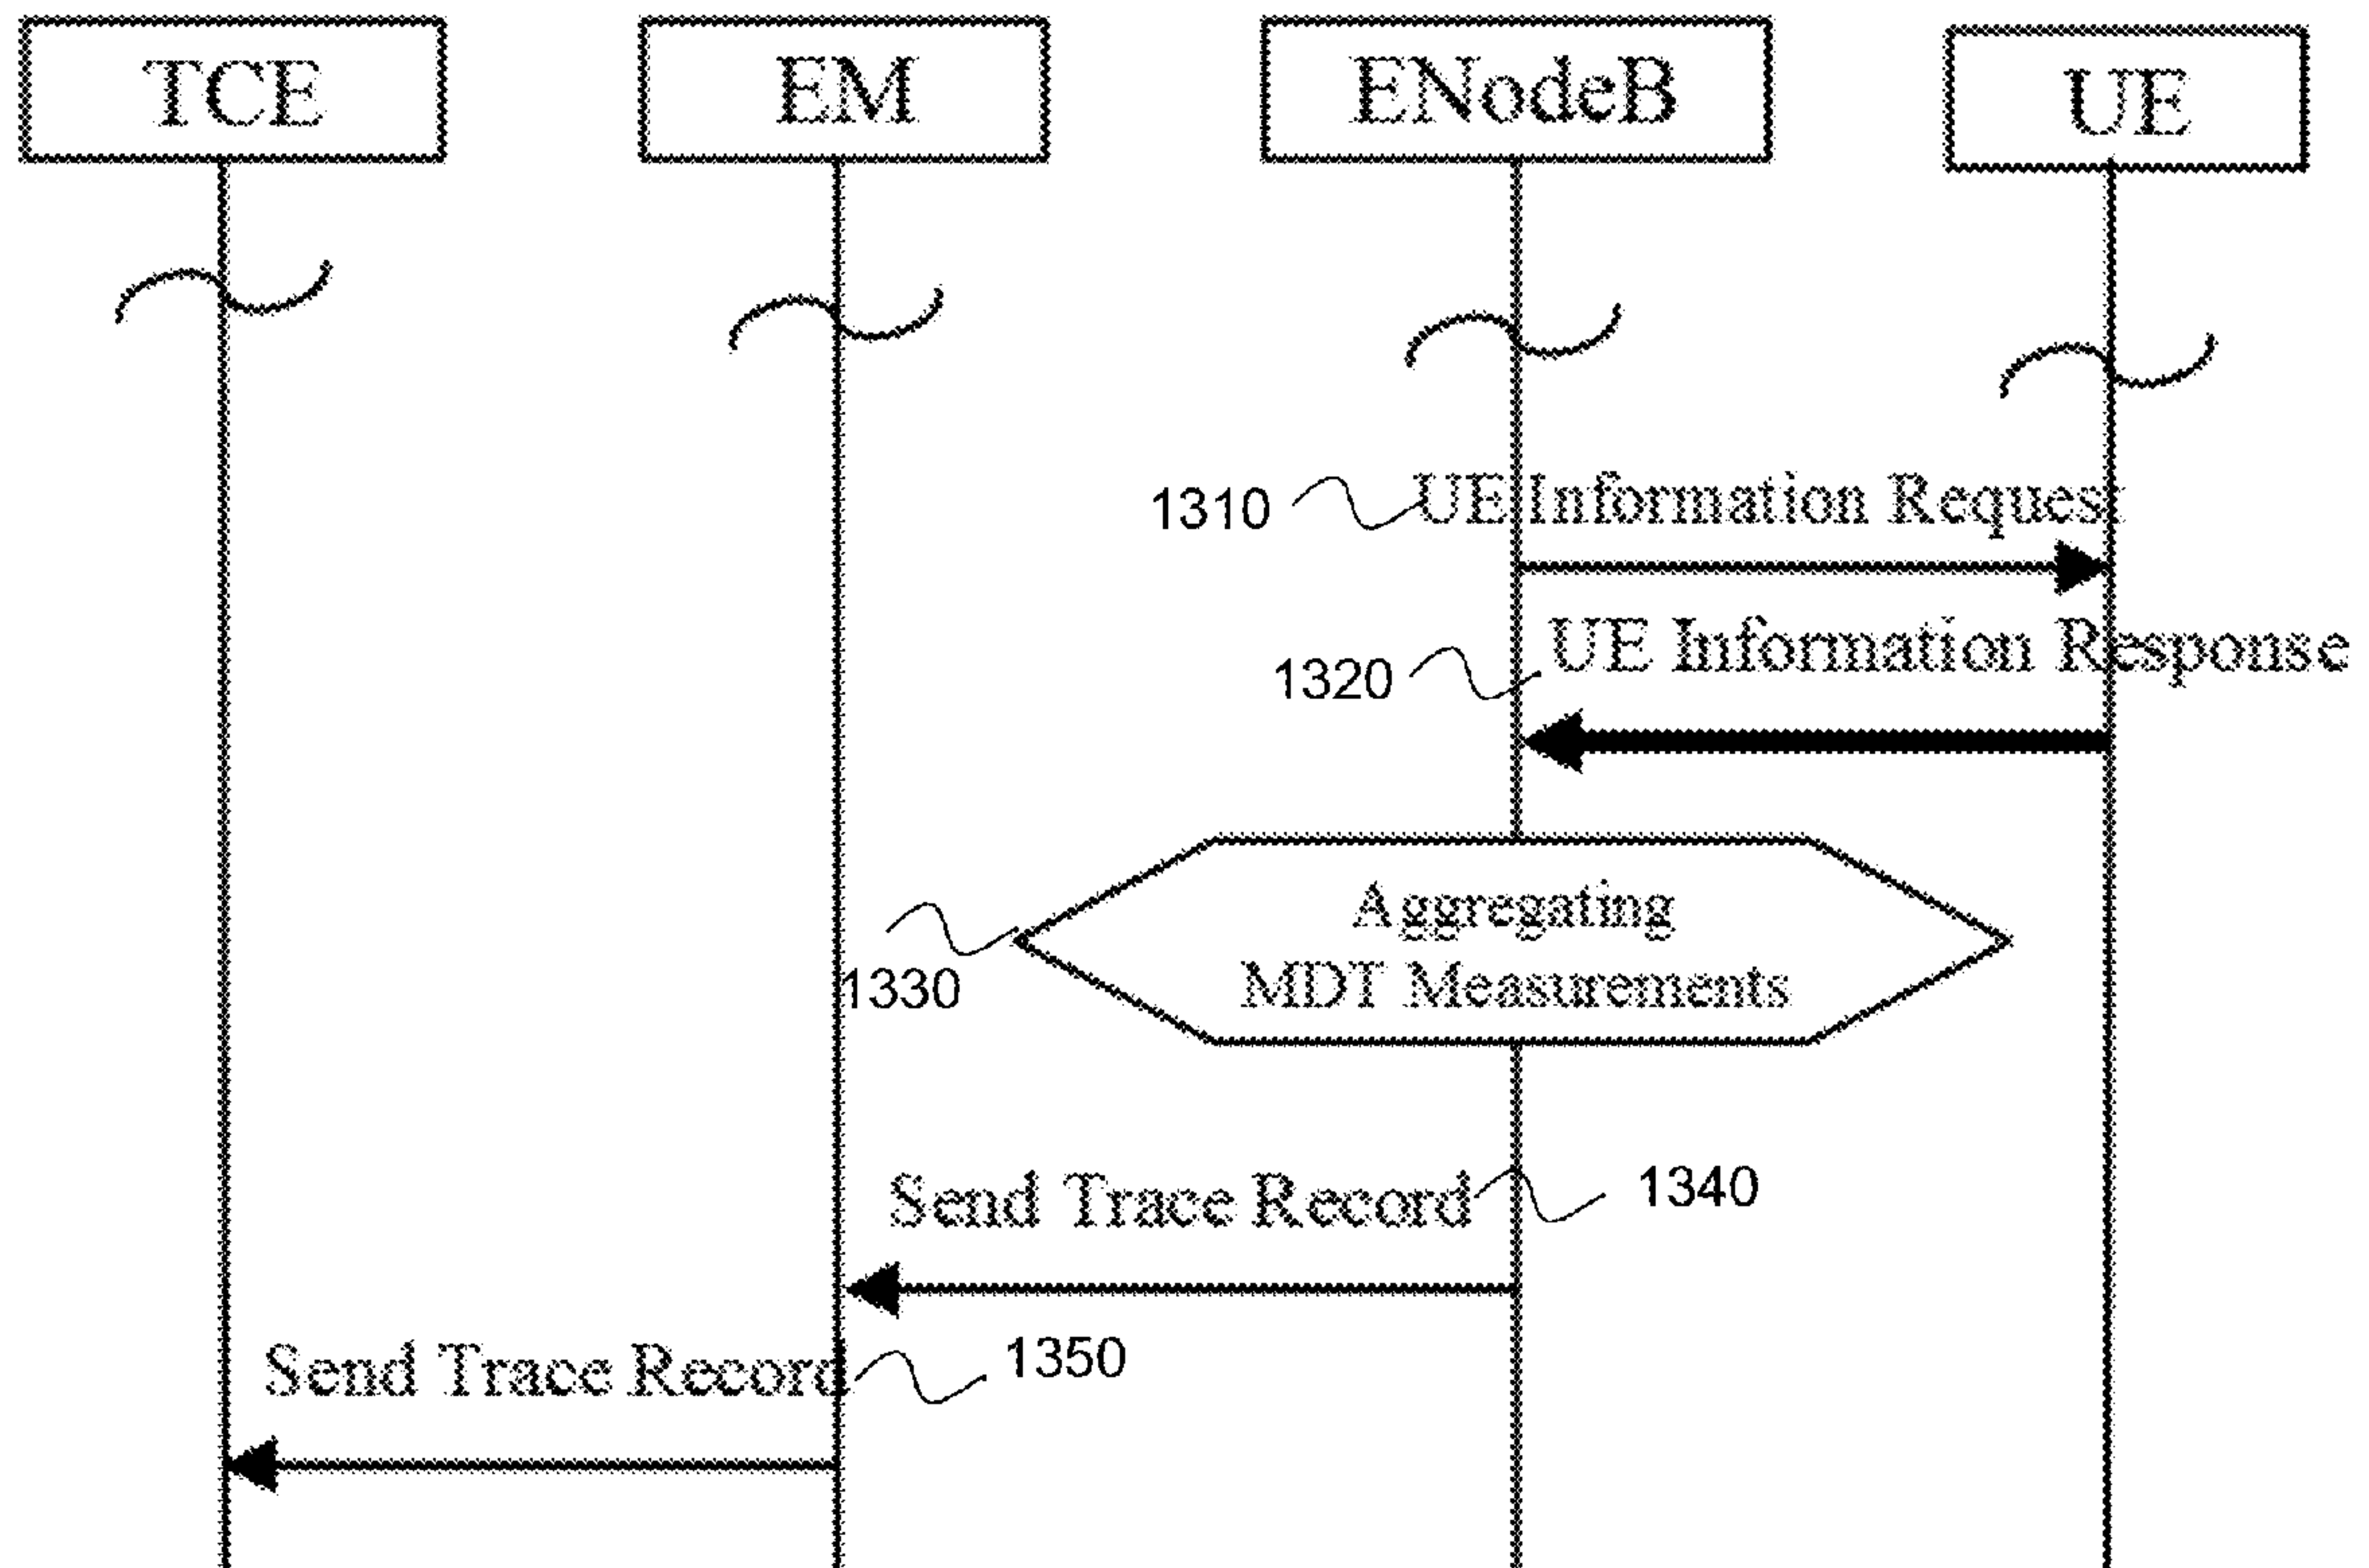 TCE
EM
ENodeB
UE
1310
UE Information Request
1320
UE Information Response
1330
Aggregating
MDT Measurements
Send Trace Record
1340
Send Trace Record
1350